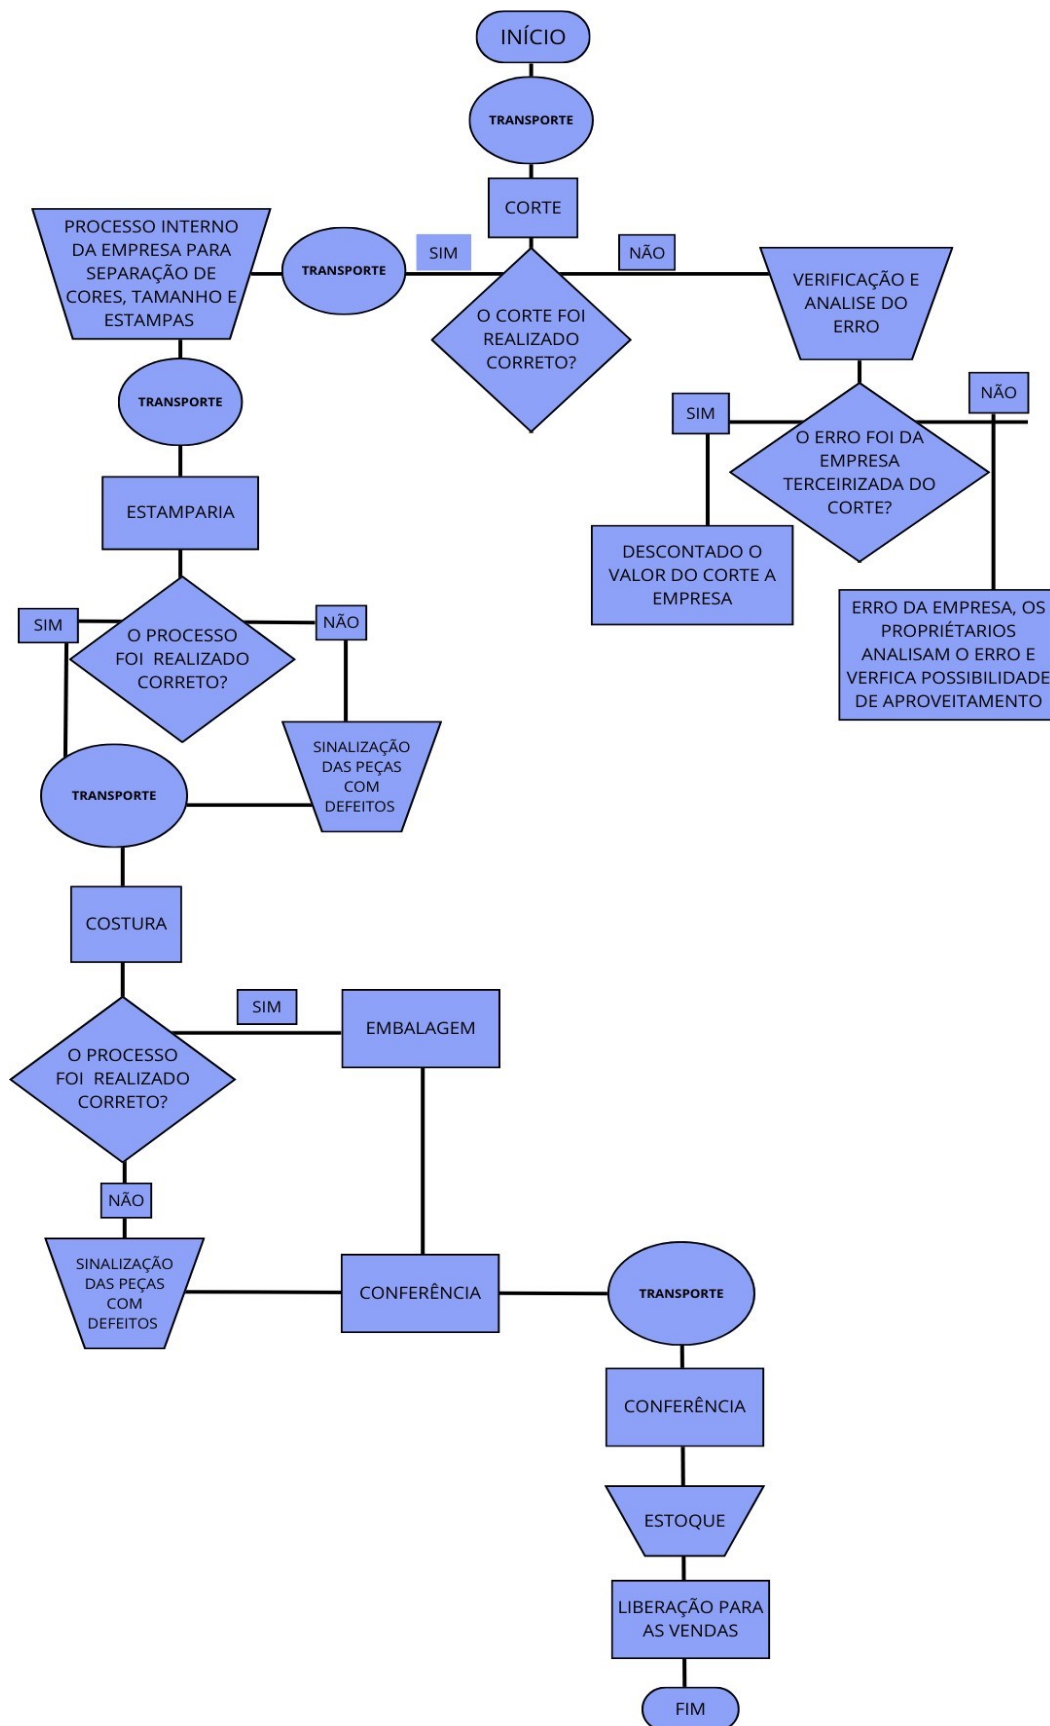 INÍCIO
TRANSPORTE
CORTE
SIM
NÃO
O CORTE FOI
REALIZADO
CORRETO?
TRANSPORTE
PROCESSO INTERNO
DA EMPRESA PARA
SEPARAÇÃO DE
CORES, TAMANHO E
ESTAMPAS
VERIFICAÇÃO E
ANALISE DO
ERRO
SIM
NÃO
O ERRO FOI DA
EMPRESA
TERCEIRIZADA DO
CORTE?
DESCONTADO O
VALOR DO CORTE A
EMPRESA
ERRO DA EMPRESA, OS
PROPRIÉTARIOS
ANALISAM O ERRO E
VERFICA POSSIBILIDADE
DE APROVEITAMENTO
TRANSPORTE
ESTAMPARIA
SIM
NÃO
O PROCESSO
FOI REALIZADO
CORRETO?
SINALIZAÇÃO
DAS PEÇAS
COM
DEFEITOS
TRANSPORTE
COSTURA
O PROCESSO
FOI REALIZADO
CORRETO?
SIM
EMBALAGEM
NÃO
SINALIZAÇÃO
DAS PEÇAS
COM
DEFEITOS
CONFERÊNCIA
TRANSPORTE
CONFERÊNCIA
ESTOQUE
LIBERAÇÃO PARA
AS VENDAS
FIM